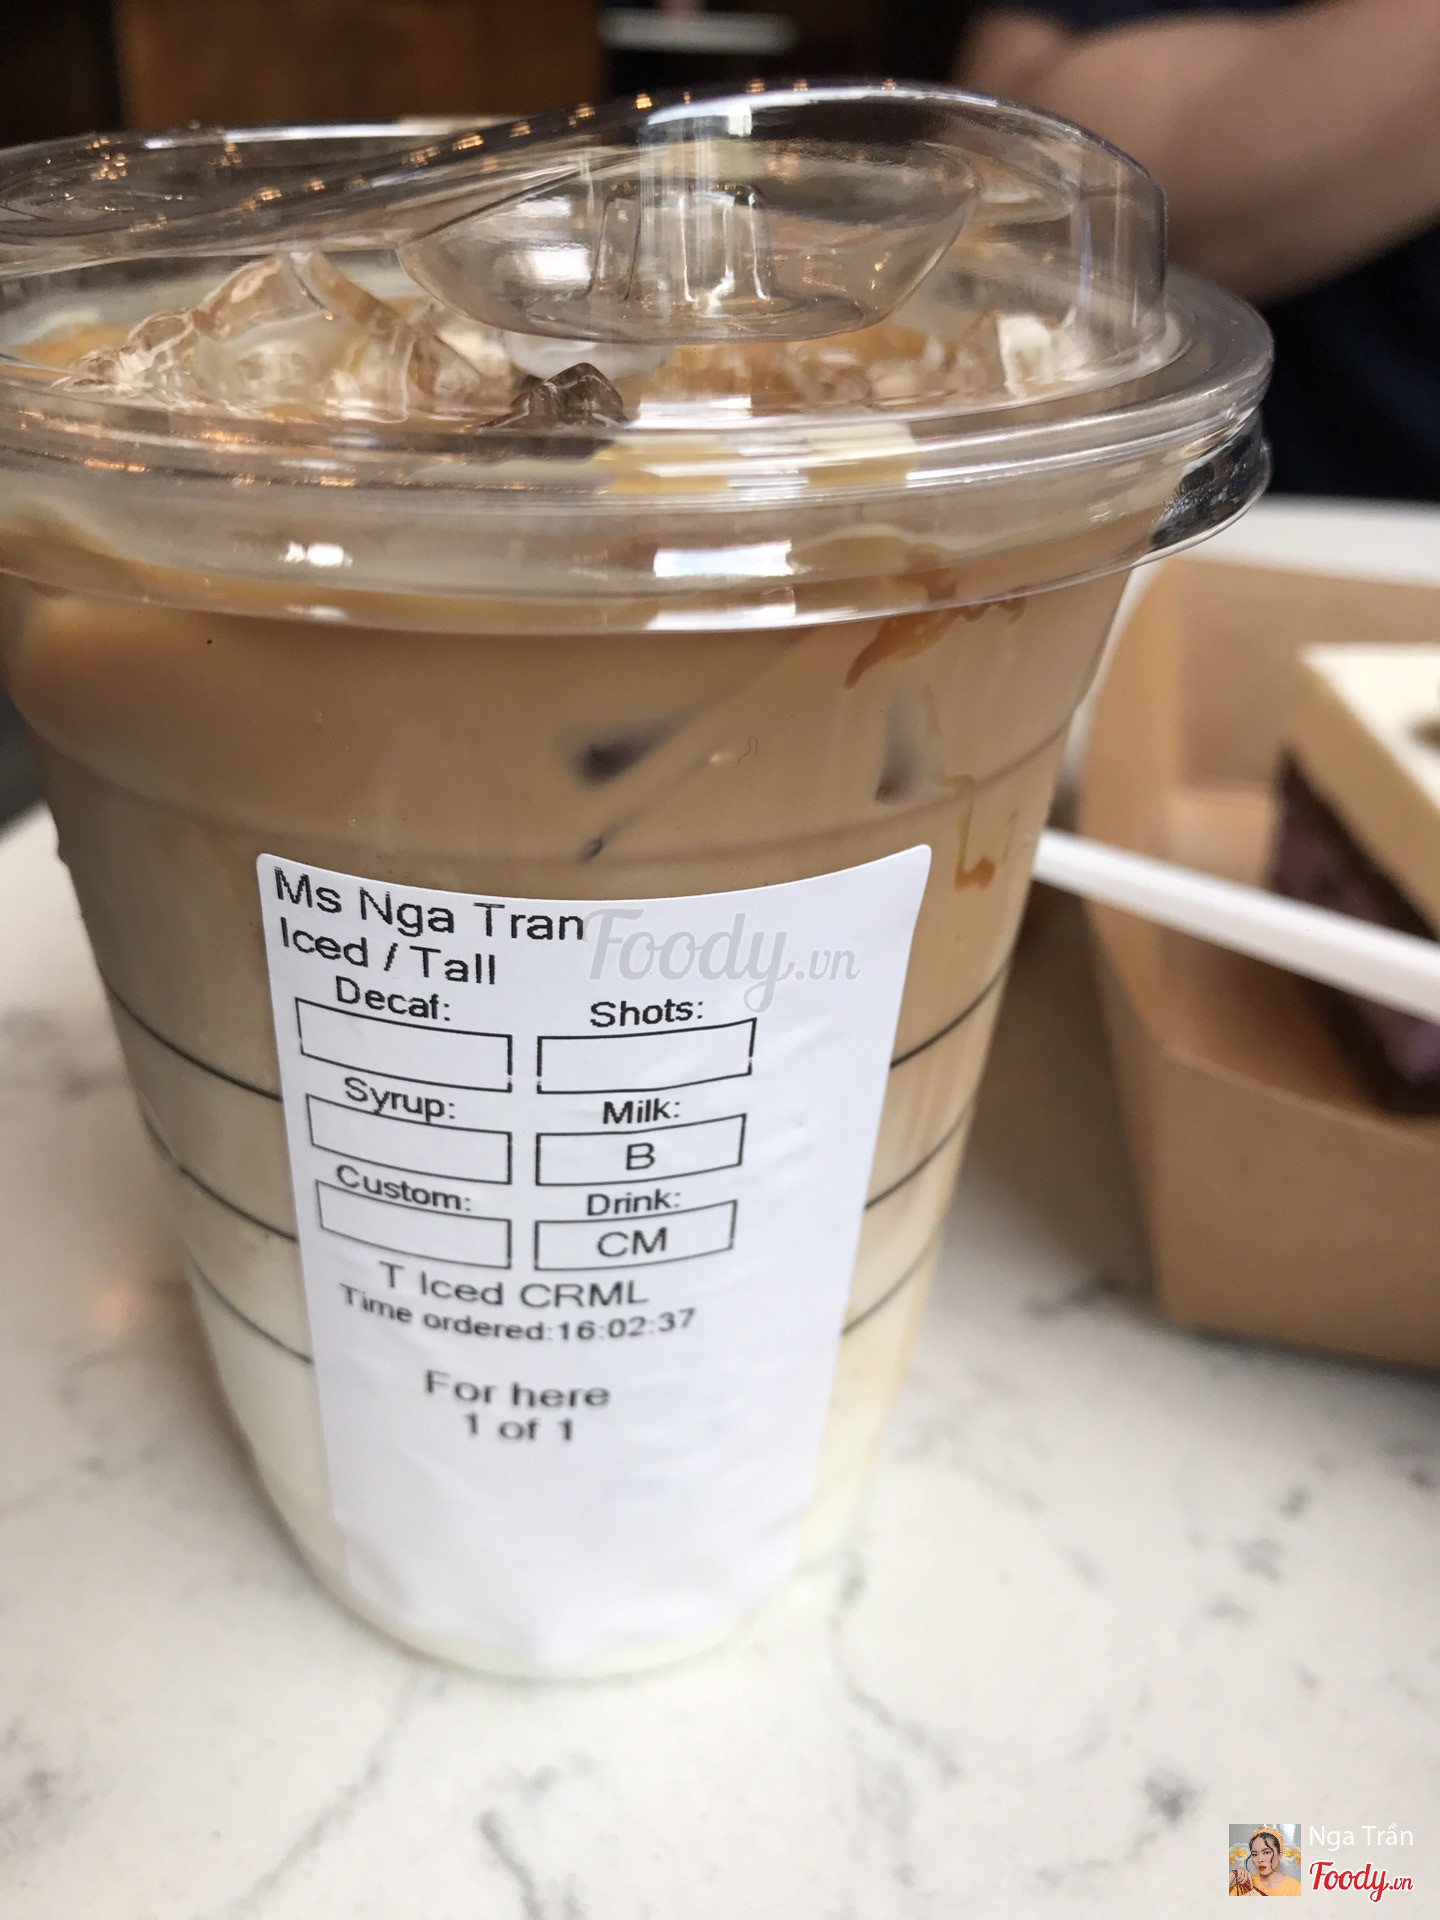 Ms Nga Tran
Iced / Tall
Decaf: Shots:
Syrup: Milk:
B
Custom: Drink:
CM
T Iced CRML
Time ordered:16:02:37
For here
1 of 1
Foody.vn
Nga Trần
Foody.vn